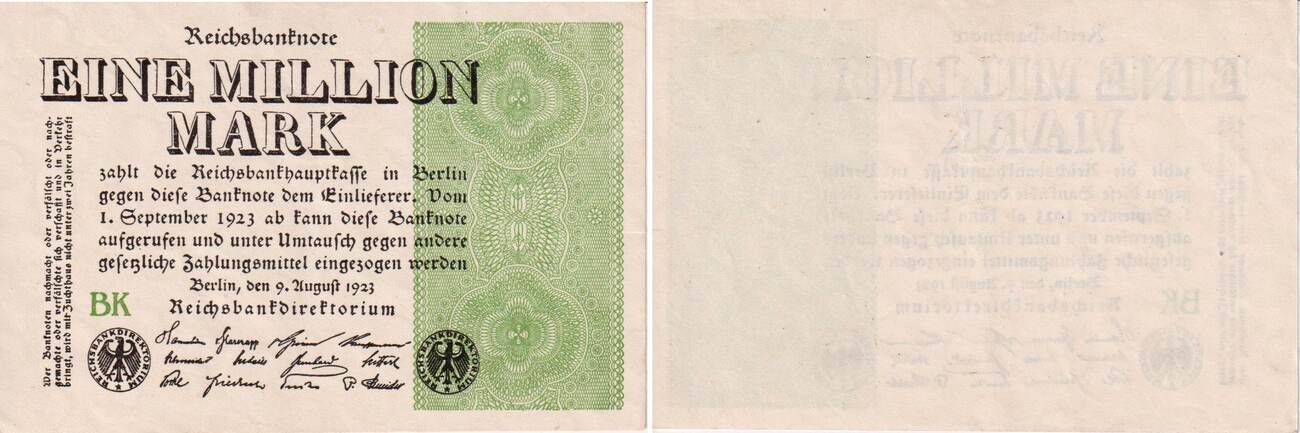 Reichsbanknote
EINE MILLION
MARK
zahlt die Reichsbankhauptkasse in Berlin
gegen diese Banknote dem Einlieferer. Vom
1. September 1923 ab kann diese Banknote
aufgerufen und unter Umtausch gegen andere
gesetzliche Zahlungsmittel eingezogen werden
Berlin, den 9. August 1923
Reichsbankdirektorium
BK
Wer Banknoten nachmacht oder verfälscht oder nach-
gemachte oder verfälschte sich verschafft und in Verkehr
bringt, wird mit Zuchthaus nicht unter zwei Jahren bestraft
REICHSBANKDIREKTORIUM
REICHSBANKDIREKTORIUM